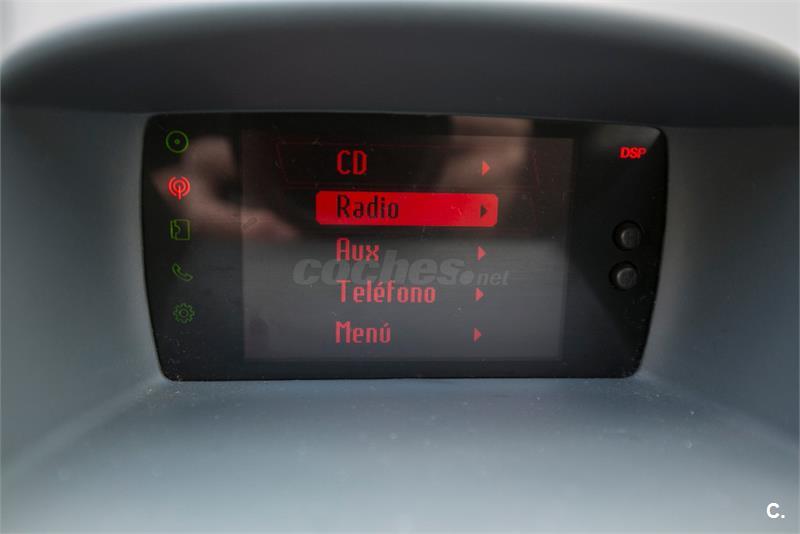 CD
DSP
Radio
Aux
coches.net
Teléfono
Menú
C.